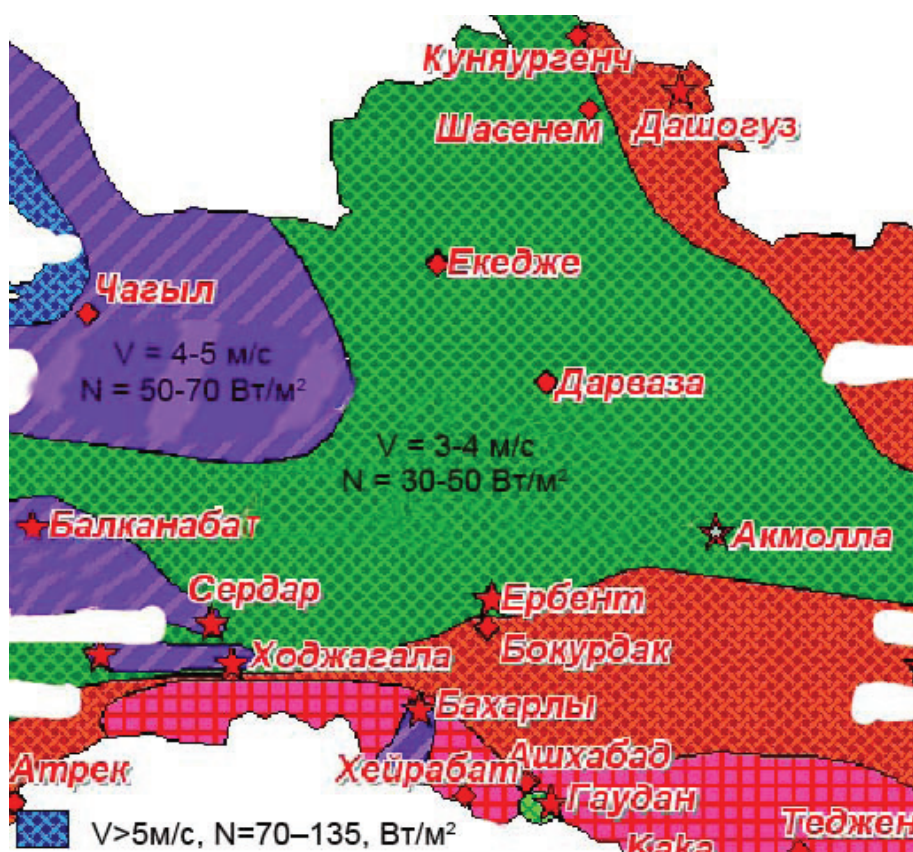 Куняургенч
Шасенем
Дашогуз
Екедже
Чагыл
V = 4-5 м/с
N = 50-70 Вт/м²
Дарваза
V = 3-4 м/с
N = 30-50 Вт/м²
Балканабат
Акмолла
Сердар
Ербент
Бокурдак
Ходжагала
Бахарлы
Ашхабад
Атрек
Хейрабат
Гаудан
Теджен
Kaka
V>5м/с, N=70–135, Вт/м²